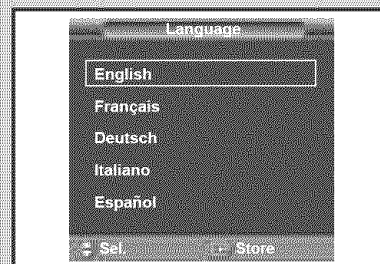 Language
English
Français
Deutsch
Italiano
Español
Sel. Store